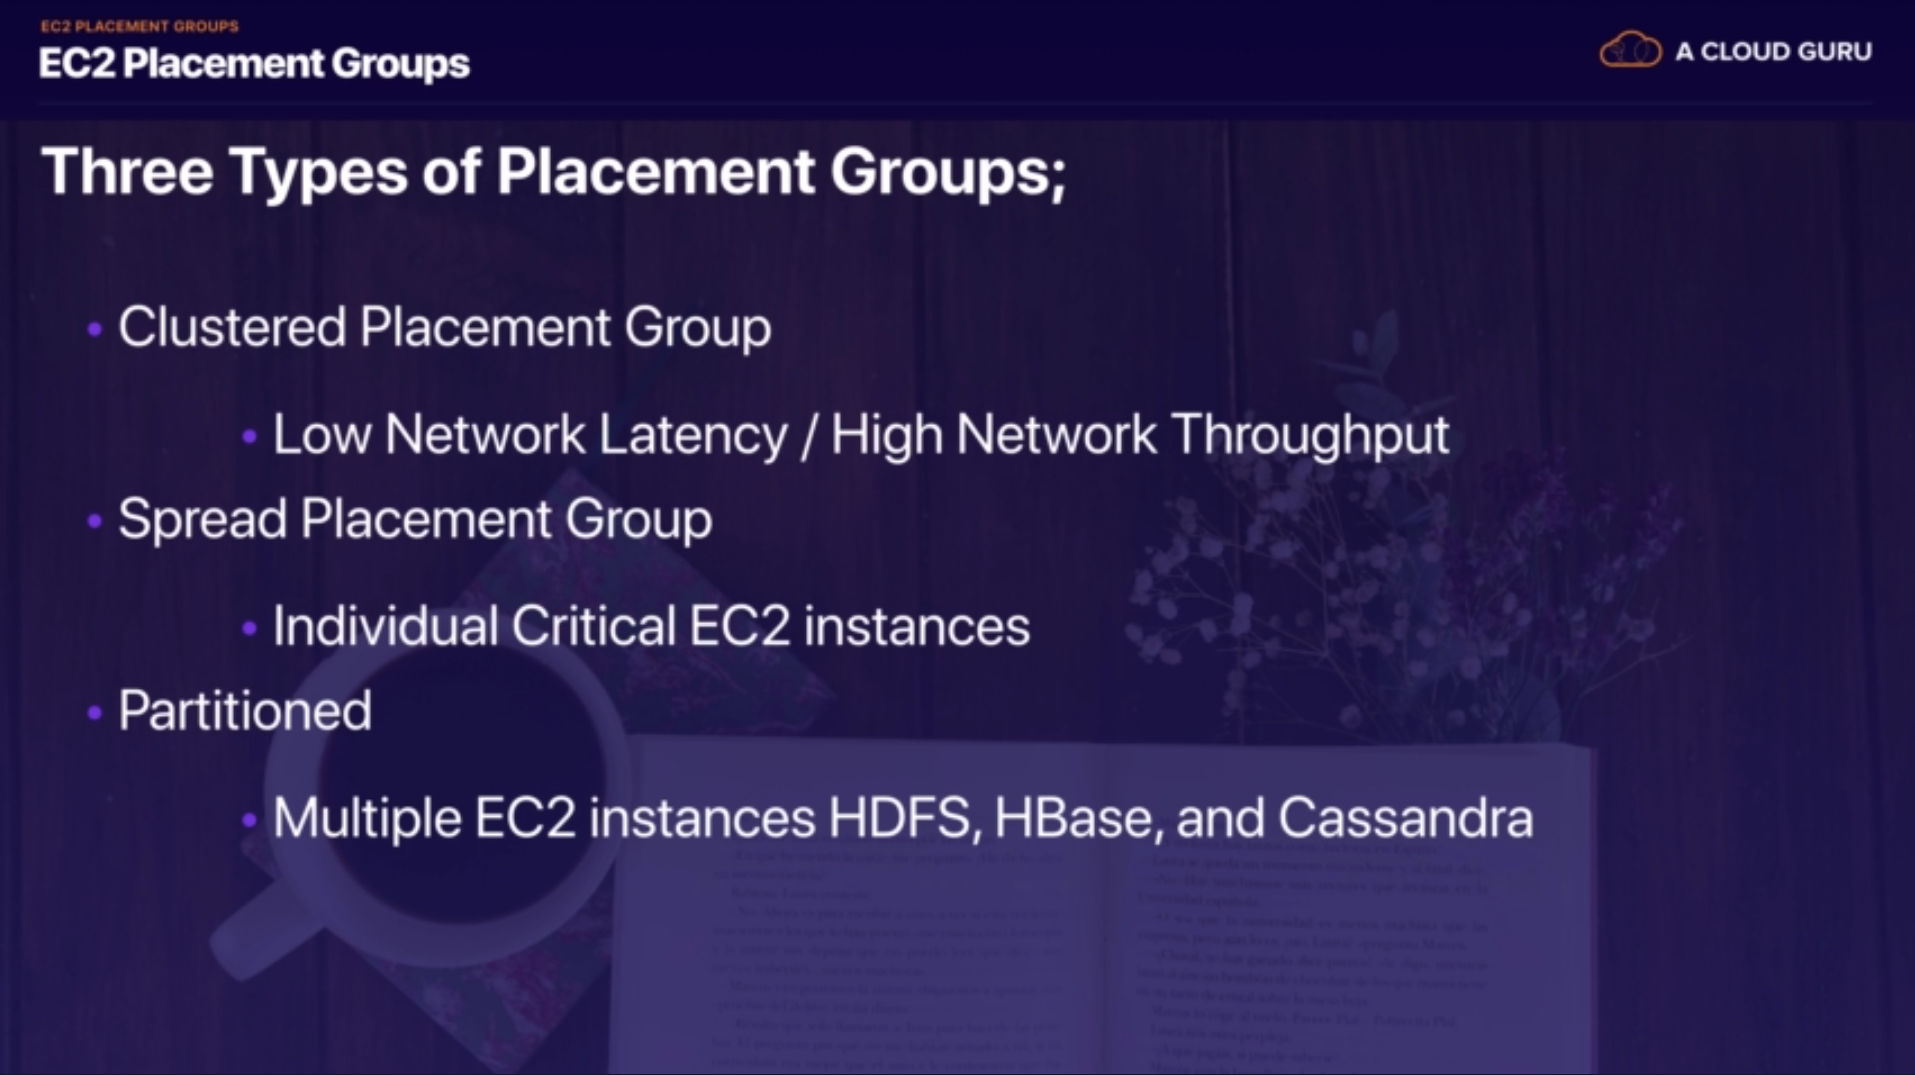 EC2 PLACEMENT GROUPS
EC2 Placement Groups
A CLOUD GURU
Three Types of Placement Groups;
• Clustered Placement Group
• Low Network Latency / High Network Throughput
• Spread Placement Group
• Individual Critical EC2 instances
• Partitioned
• Multiple EC2 instances HDFS, HBase, and Cassandra